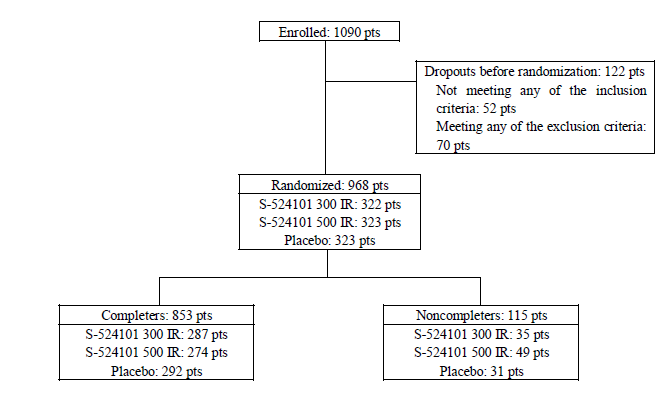 Enrolled: 1090 pts
Dropouts before randomization: 122 pts
Not meeting any of the inclusion
criteria: 52 pts
Meeting any of the exclusion criteria:
70 pts
Randomized: 968 pts
S-524101 300 IR: 322 pts
S-524101 500 IR: 323 pts
Placebo: 323 pts
Completers: 853 pts
S-524101 300 IR: 287 pts
S-524101 500 IR: 274 pts
Placebo: 292 pts
Noncompleters: 115 pts
S-524101 300 IR: 35 pts
S-524101 500 IR: 49 pts
Placebo: 31 pts